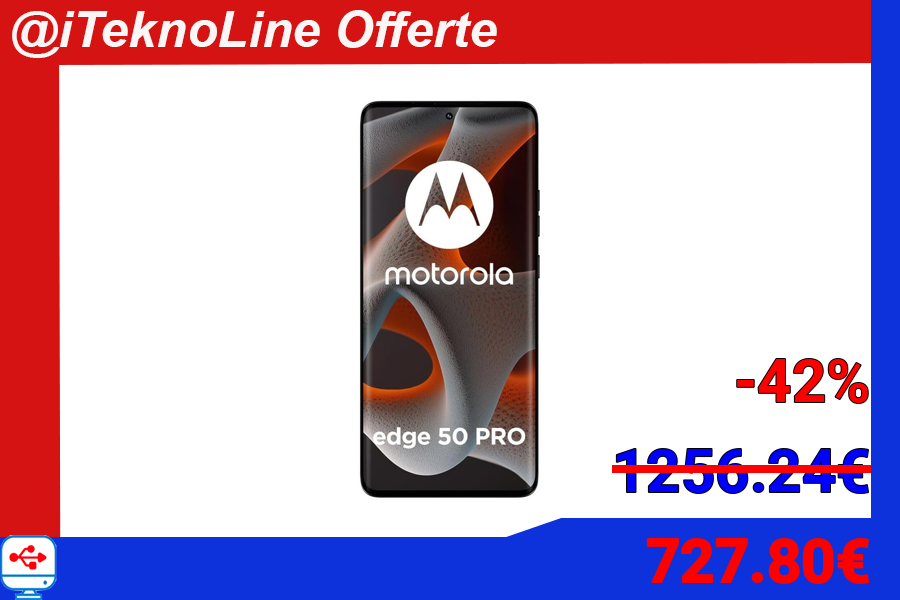 @iTeknoLine Offerte
motorola
edge 50 PRO
-42%
1256.24€
727.80€